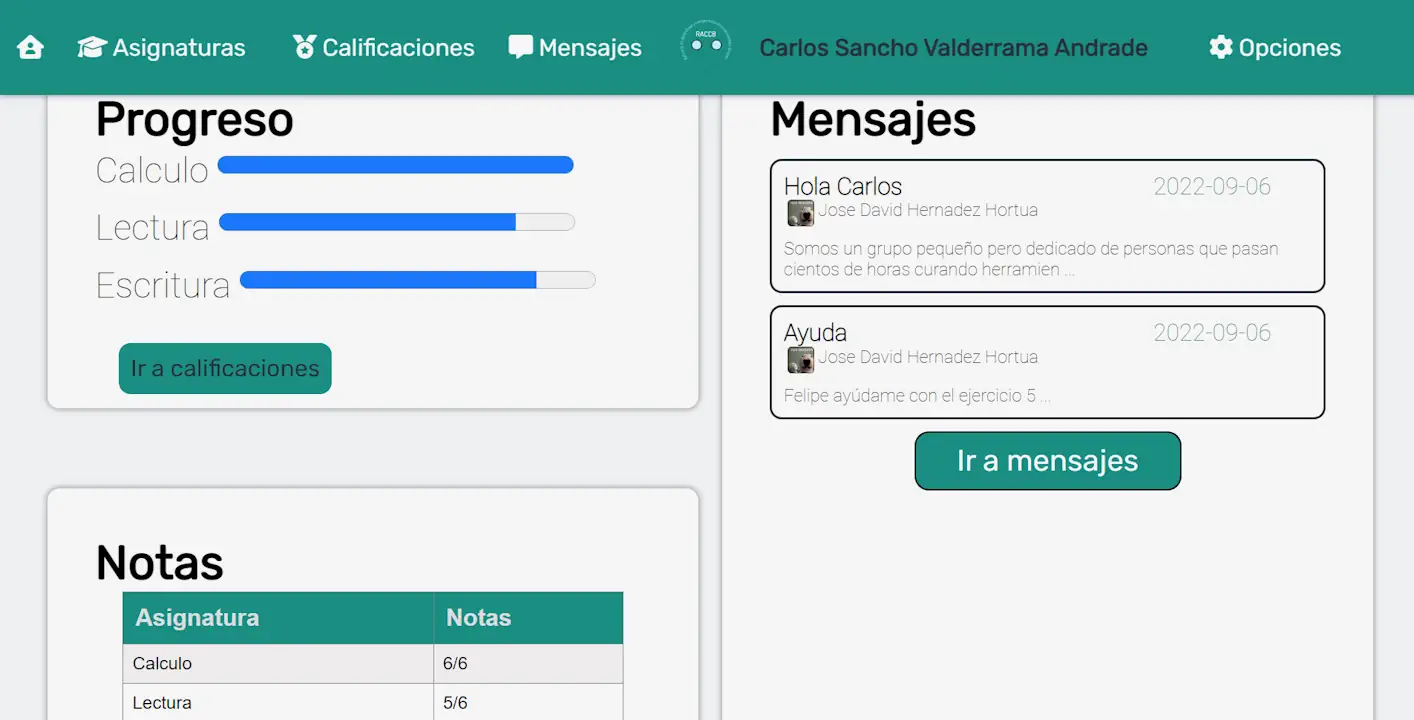 Asignaturas
Calificaciones
Mensajes
RACCB
Carlos Sancho Valderrama Andrade
Opciones
Progreso
Calculo
Lectura
Escritura
Ir a calificaciones
Notas
Asignatura Notas
Calculo 6/6
Lectura 5/6
Mensajes
Hola Carlos 2022-09-06
Jose David Hernadez Hortua
Somos un grupo pequeño pero dedicado de personas que pasan
cientos de horas curando herramien ...
Ayuda 2022-09-06
Jose David Hernadez Hortua
Felipe ayúdame con el ejercicio 5 ...
Ir a mensajes